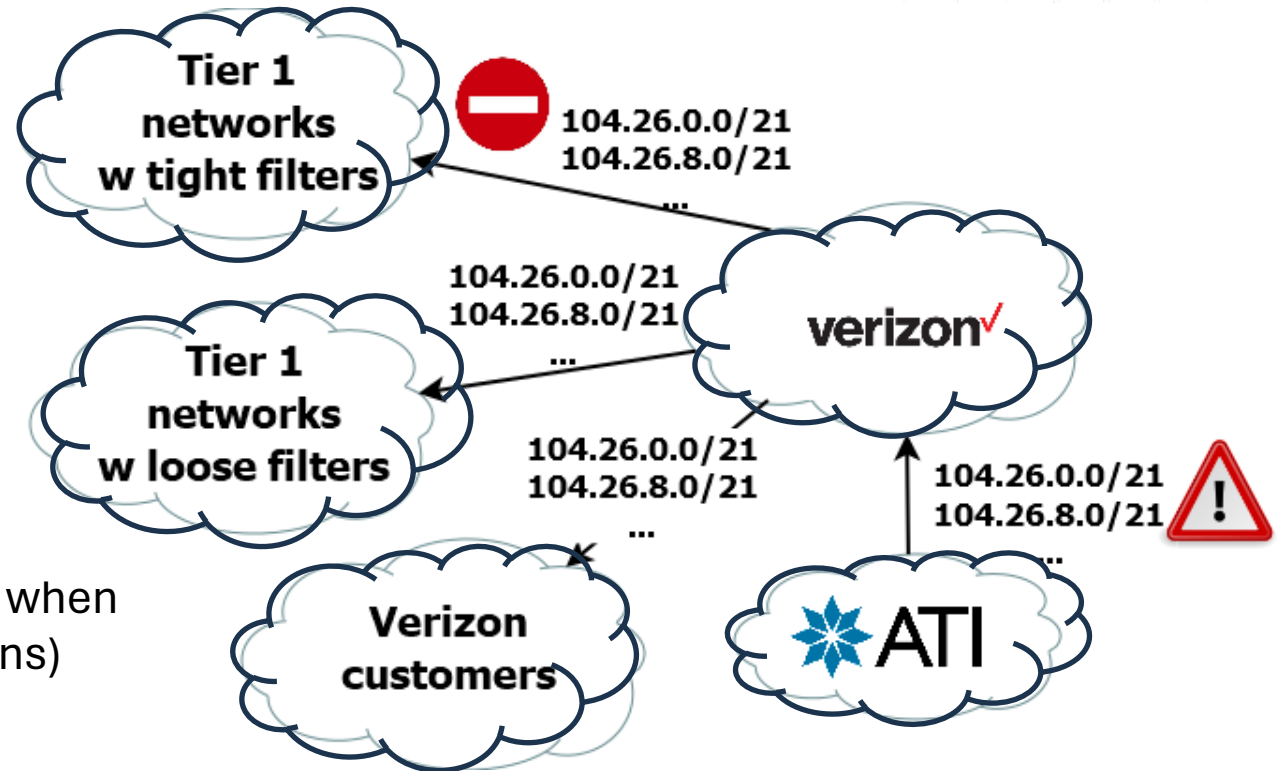 Tier 1
networks
w tight filters
104.26.0.0/21
104.26.8.0/21
...
104.26.0.0/21
104.26.8.0/21
...
Tier 1
networks
w loose filters
verizon
104.26.0.0/21
104.26.8.0/21
...
104.26.0.0/21
104.26.8.0/21
...
!
when
ns)
Verizon
customers
ATI